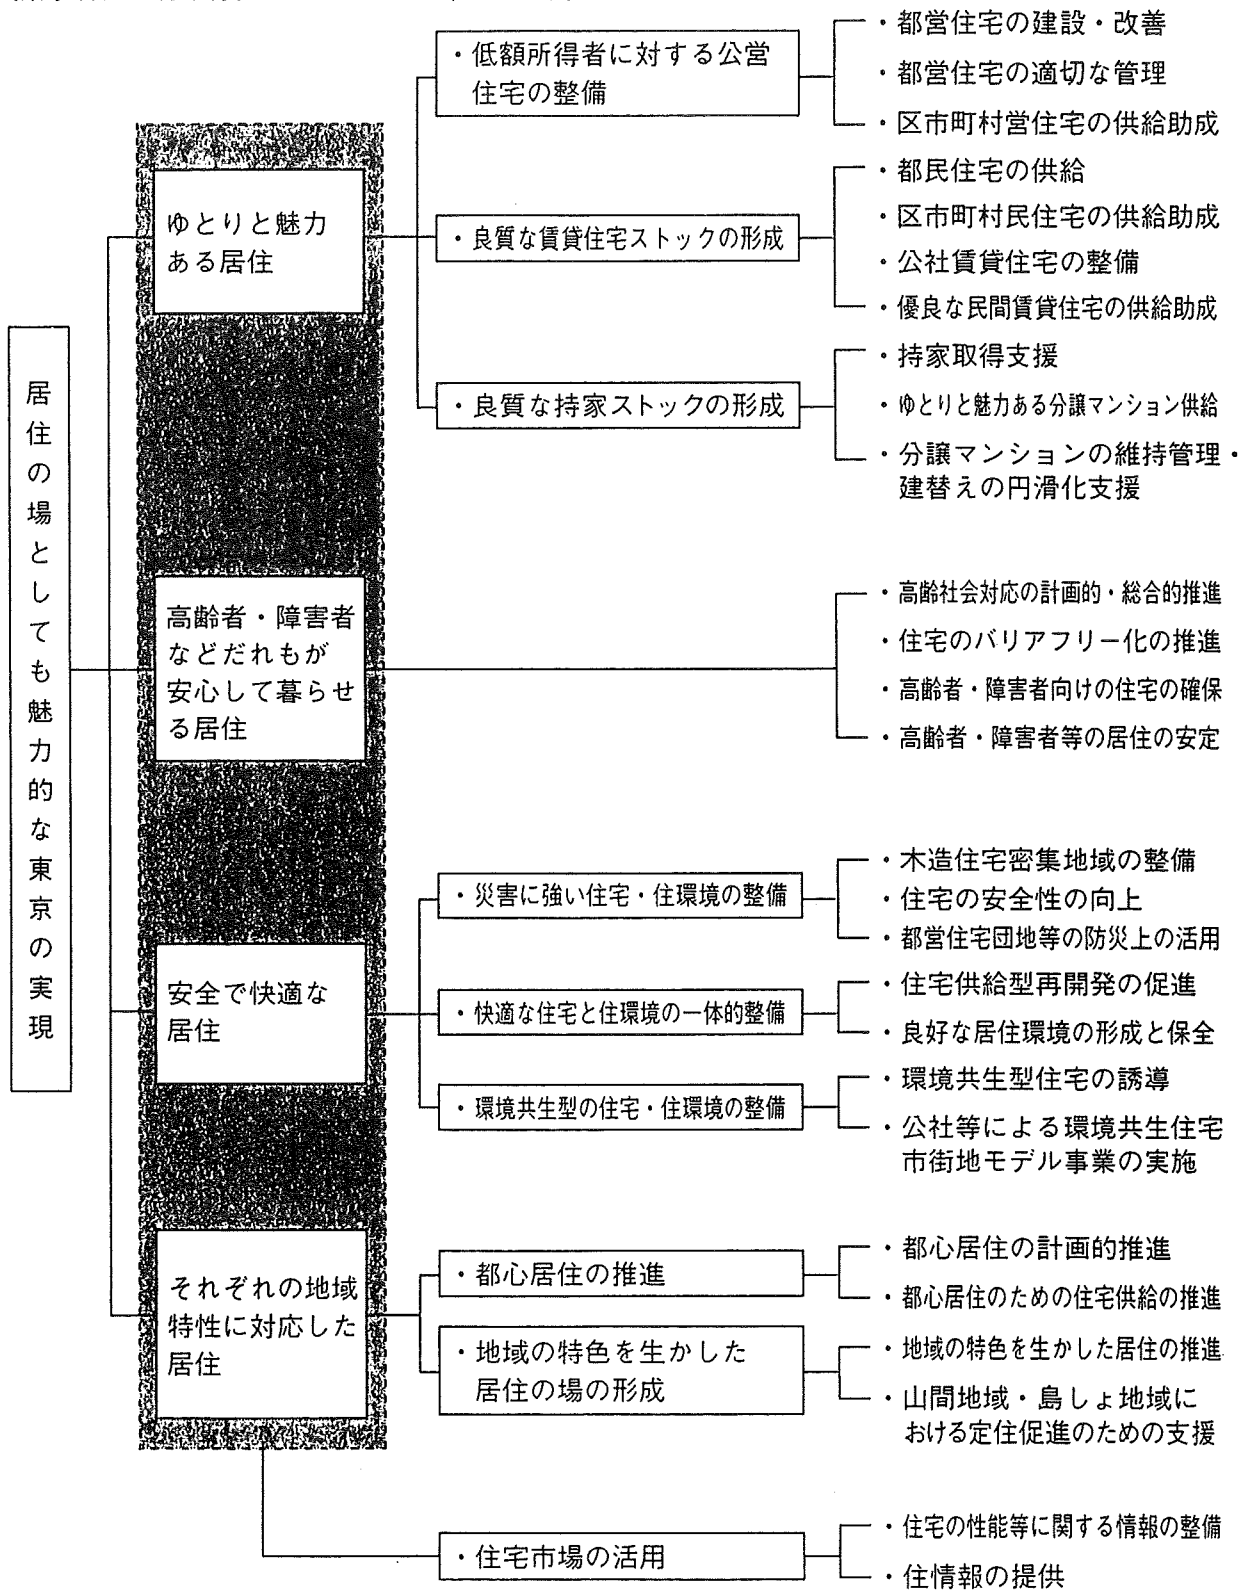 居住の場としても魅力的な東京の実現
ゆとりと魅力
ある居住
・低額所得者に対する公営
住宅の整備
・都営住宅の建設・改善
・都営住宅の適切な管理
・区市町村営住宅の供給助成
・良質な賃貸住宅ストックの形成
・都民住宅の供給
・区市町村民住宅の供給助成
・公社賃貸住宅の整備
・優良な民間賃貸住宅の供給助成
・良質な持家ストックの形成
・持家取得支援
・ゆとりと魅力ある分譲マンション供給
・分譲マンションの維持管理・
建替えの円滑化支援
高齢者・障害者
などだれもが
安心して暮らせ
る居住
・高齢社会対応の計画的・総合的推進
・住宅のバリアフリー化の推進
・高齢者・障害者向けの住宅の確保
・高齢者・障害者等の居住の安定
安全で快適な
居住
・災害に強い住宅・住環境の整備
・木造住宅密集地域の整備
・住宅の安全性の向上
・都営住宅団地等の防災上の活用
・快適な住宅と住環境の一体的整備
・住宅供給型再開発の促進
・良好な居住環境の形成と保全
・環境共生型の住宅・住環境の整備
・環境共生型住宅の誘導
・公社等による環境共生住宅
市街地モデル事業の実施
それぞれの地域
特性に対応した
居住
・都心居住の推進
・都心居住の計画的推進
・都心居住のための住宅供給の推進
・地域の特色を生かした
居住の場の形成
・地域の特色を生かした居住の推進
・山間地域・島しょ地域に
おける定住促進のための支援
・住宅市場の活用
・住宅の性能等に関する情報の整備
・住情報の提供